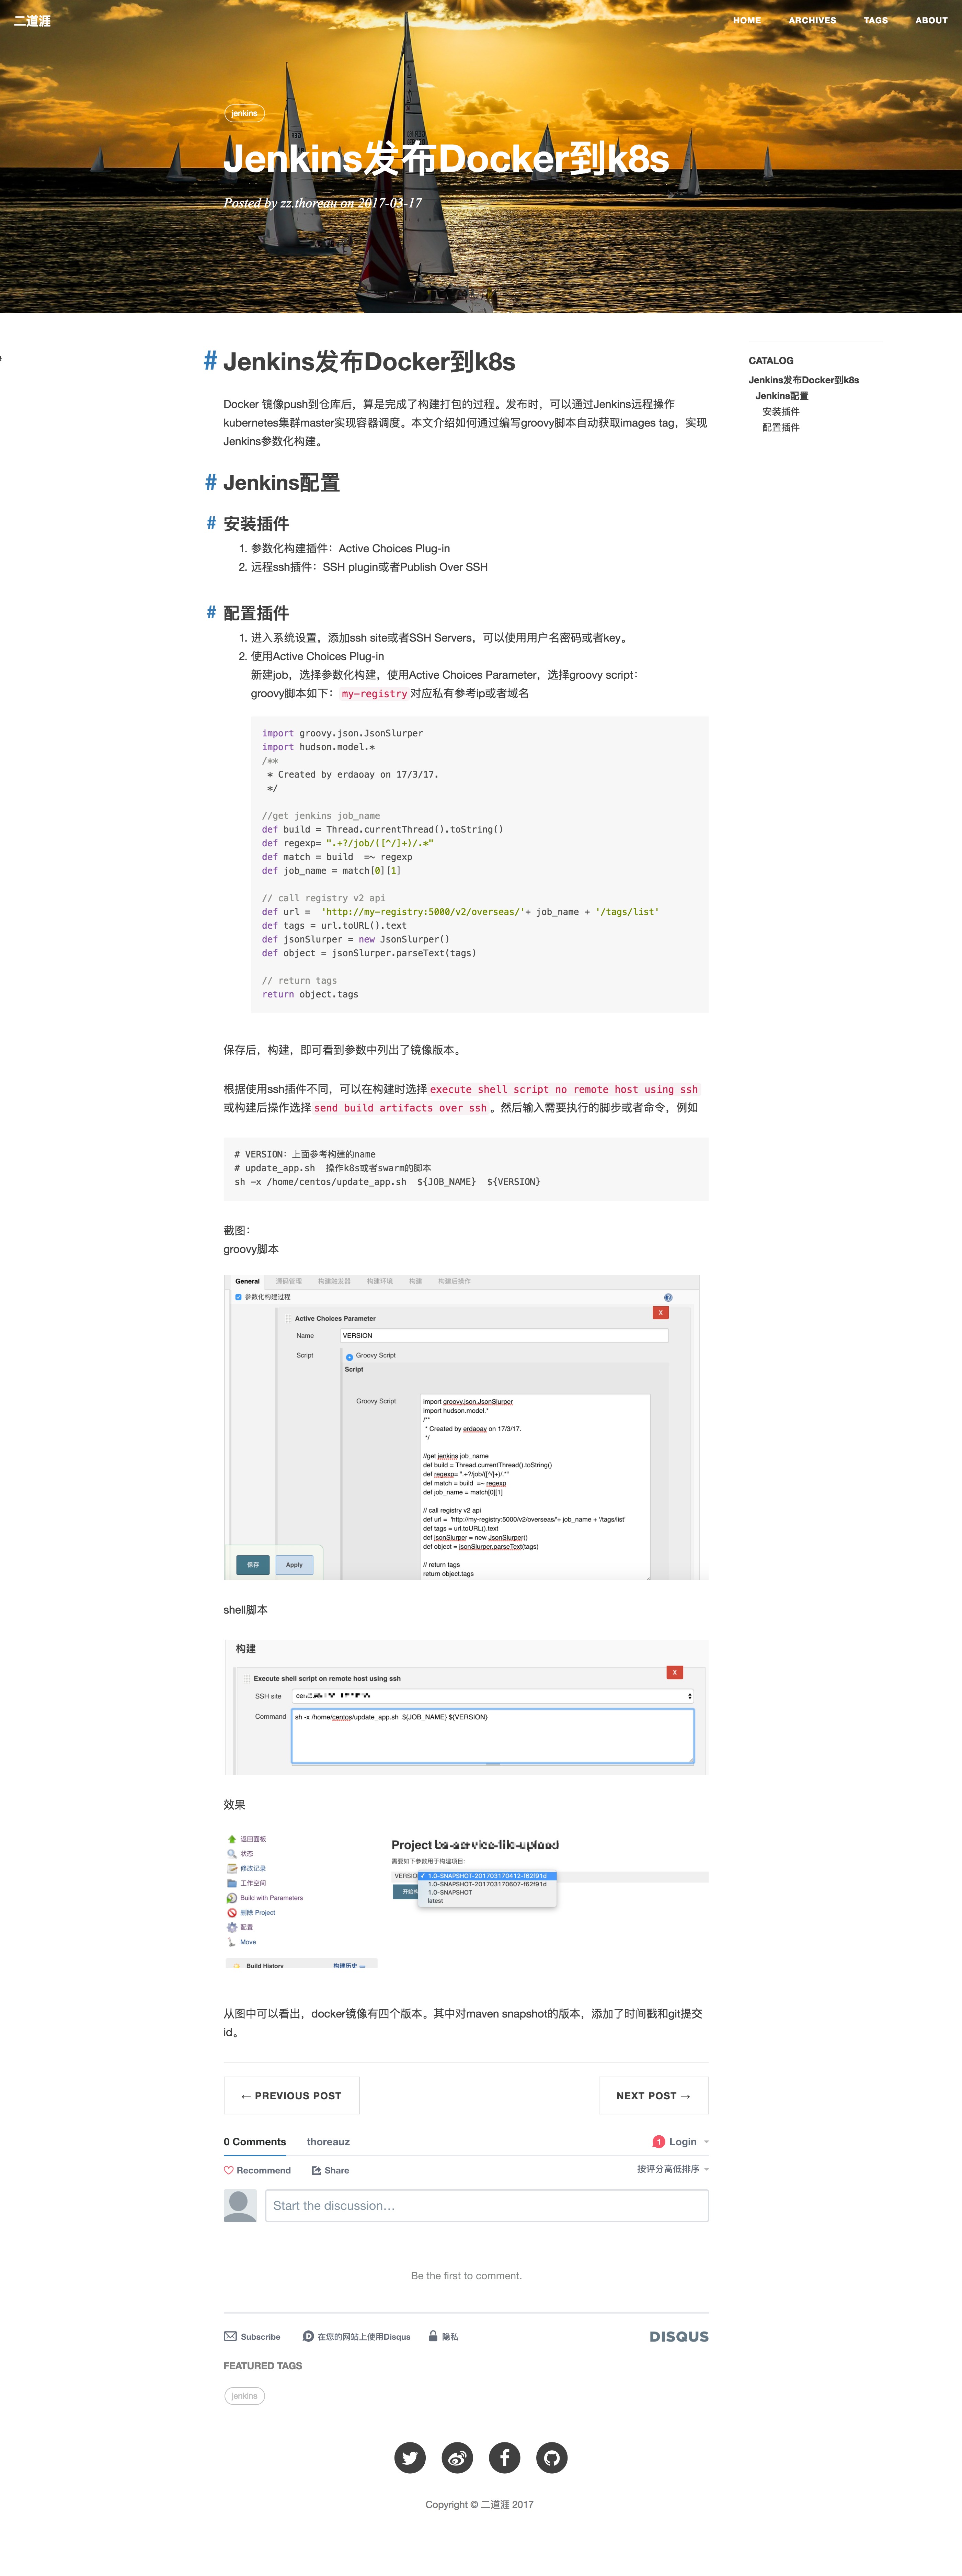 二道涯
HOME ARCHIVES TAGS ABOUT
jenkins
Jenkins发布Docker到k8s
Posted by zz.thoreau on 2017-03-17
#
# Jenkins发布Docker到k8s
Docker 镜像push到仓库后，算是完成了构建打包的过程。发布时，可以通过Jenkins远程操作
kubernetes集群master实现容器调度。本文介绍如何通过编写groovy脚本自动获取images tag，实现
Jenkins参数化构建。
# Jenkins配置
# 安装插件
1. 参数化构建插件：Active Choices Plug-in
2. 远程ssh插件：SSH plugin或者Publish Over SSH
# 配置插件
1. 进入系统设置，添加ssh site或者SSH Servers，可以使用用户名密码或者key。
2. 使用Active Choices Plug-in
新建job，选择参数化构建，使用Active Choices Parameter，选择groovy script：
groovy脚本如下：my-registry 对应私有参考ip或者域名
import groovy.json.JsonSlurper
import hudson.model.*
/**
 * Created by erdaoay on 17/3/17.
 */
//get jenkins job_name
def build = Thread.currentThread().toString()
def regexp= ".+?/job/([^/]+)/.*"
def match = build  =~ regexp
def job_name = match[0][1]
// call registry v2 api
def url =  'http://my-registry:5000/v2/overseas/'+ job_name + '/tags/list'
def tags = url.toURL().text
def jsonSlurper = new JsonSlurper()
def object = jsonSlurper.parseText(tags)
// return tags
return object.tags
保存后，构建，即可看到参数中列出了镜像版本。
根据使用ssh插件不同，可以在构建时选择 execute shell script no remote host using ssh
或构建后操作选择 send build artifacts over ssh 。然后输入需要执行的脚步或者命令，例如
# VERSION：上面参考构建的name
# update_app.sh  操作k8s或者swarm的脚本
sh -x /home/centos/update_app.sh  ${JOB_NAME}  ${VERSION}
截图：
groovy脚本
General 源码管理 构建触发器 构建环境 构建 构建后操作
参数化构建过程
X
Active Choices Parameter
Name VERSION
Script Groovy Script
Script
Groovy Script
import groovy.json.JsonSlurper
import hudson.model.*
/**
 * Created by erdaoay on 17/3/17.
 */
//get jenkins job_name
def build = Thread.currentThread().toString()
def regexp= ".+?/job/([^/]+)/.*"
def match = build  =~ regexp
def job_name = match[0][1]
// call registry v2 api
def url =  'http://my-registry:5000/v2/overseas/'+ job_name + '/tags/list'
def tags = url.toURL().text
def jsonSlurper = new JsonSlurper()
def object = jsonSlurper.parseText(tags)
// return tags
return object.tags
保存 Apply
shell脚本
构建
X
Execute shell script on remote host using ssh
SSH site
Command sh -x /home/centos/update_app.sh  ${JOB_NAME} ${VERSION}
效果
返回面板
状态
修改记录
工作空间
Build with Parameters
删除 Project
配置
Move
Build History 构建历史
Project
需要如下参数用于构建项目:
VERSION ✓ 1.0-SNAPSHOT-201703170412-f62f91d
1.0-SNAPSHOT-201703170607-f62f91d
1.0-SNAPSHOT
latest
从图中可以看出，docker镜像有四个版本。其中对maven snapshot的版本，添加了时间戳和git提交
id。
← PREVIOUS POST NEXT POST →
0 Comments thoreauz 1 Login
Recommend Share 按评分高低排序
Start the discussion…
Be the first to comment.
Subscribe 在您的网站上使用Disqus 隐私 DISQUS
FEATURED TAGS
jenkins
Copyright © 二道涯 2017
CATALOG
Jenkins发布Docker到k8s
Jenkins配置
安装插件
配置插件